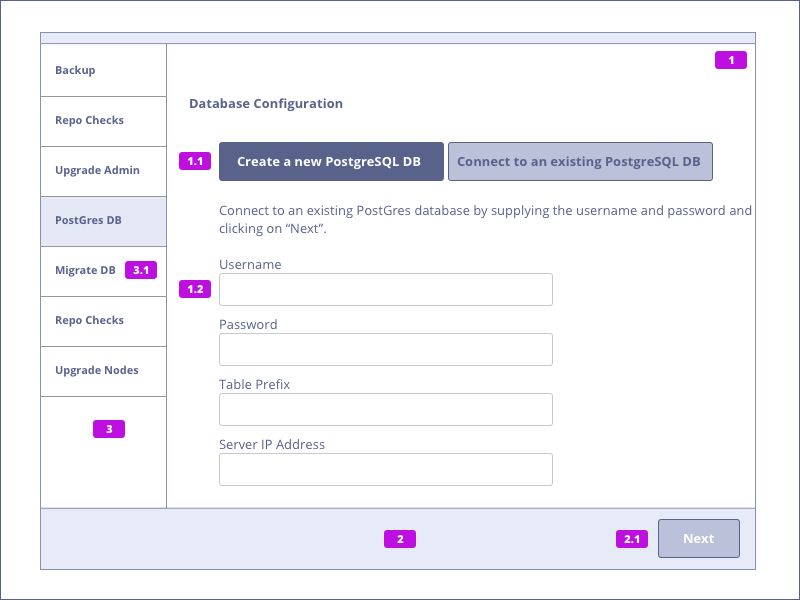 1
Backup
Database Configuration
Repo Checks
1.1
Create a new PostgreSQL DB
Connect to an existing PostgreSQL DB
Upgrade Admin
PostGres DB
Connect to an existing PostGres database by supplying the username and password and
clicking on “Next”.
Migrate DB
3.1
Username
1.2
Repo Checks
Password
Upgrade Nodes
Table Prefix
3
Server IP Address
2
2.1
Next